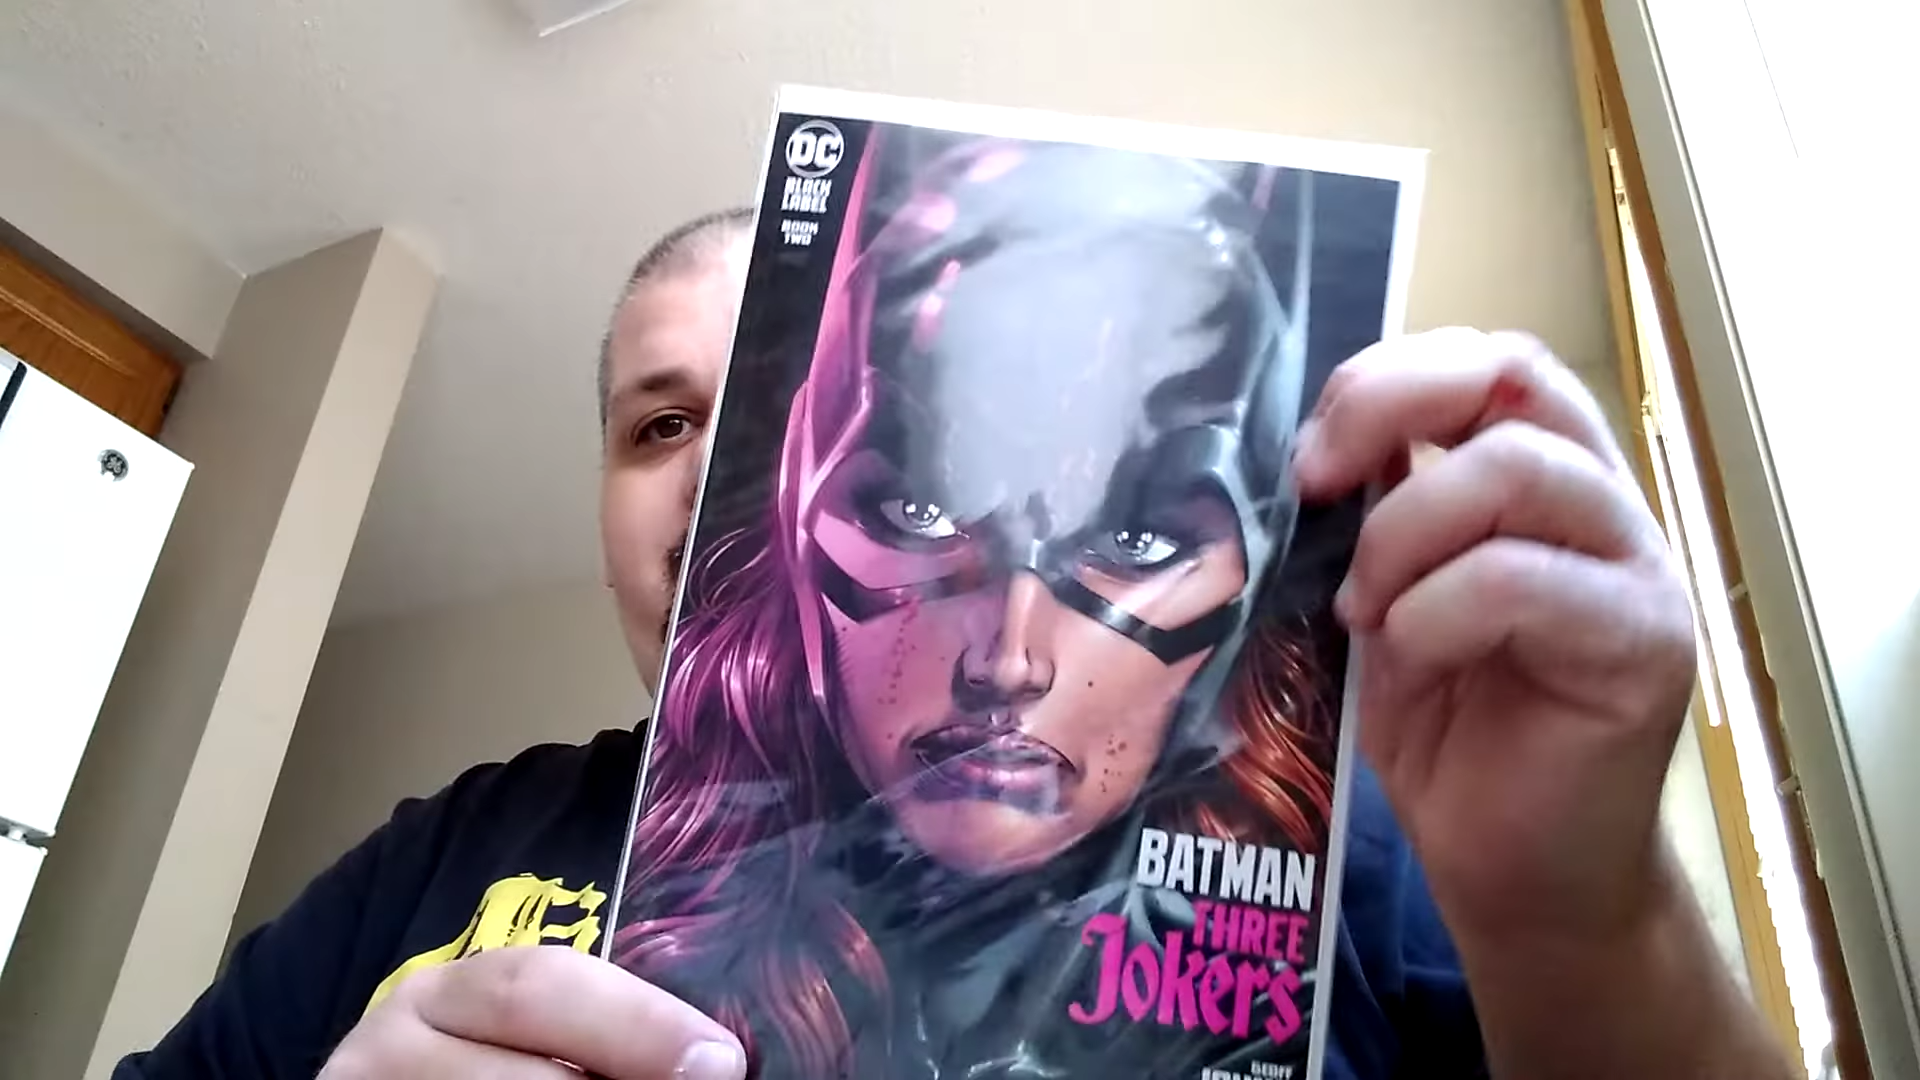 DC
BLACK
LABEL
BOOK
TWO
BATMAN
THREE
JOKERS
GEOFF